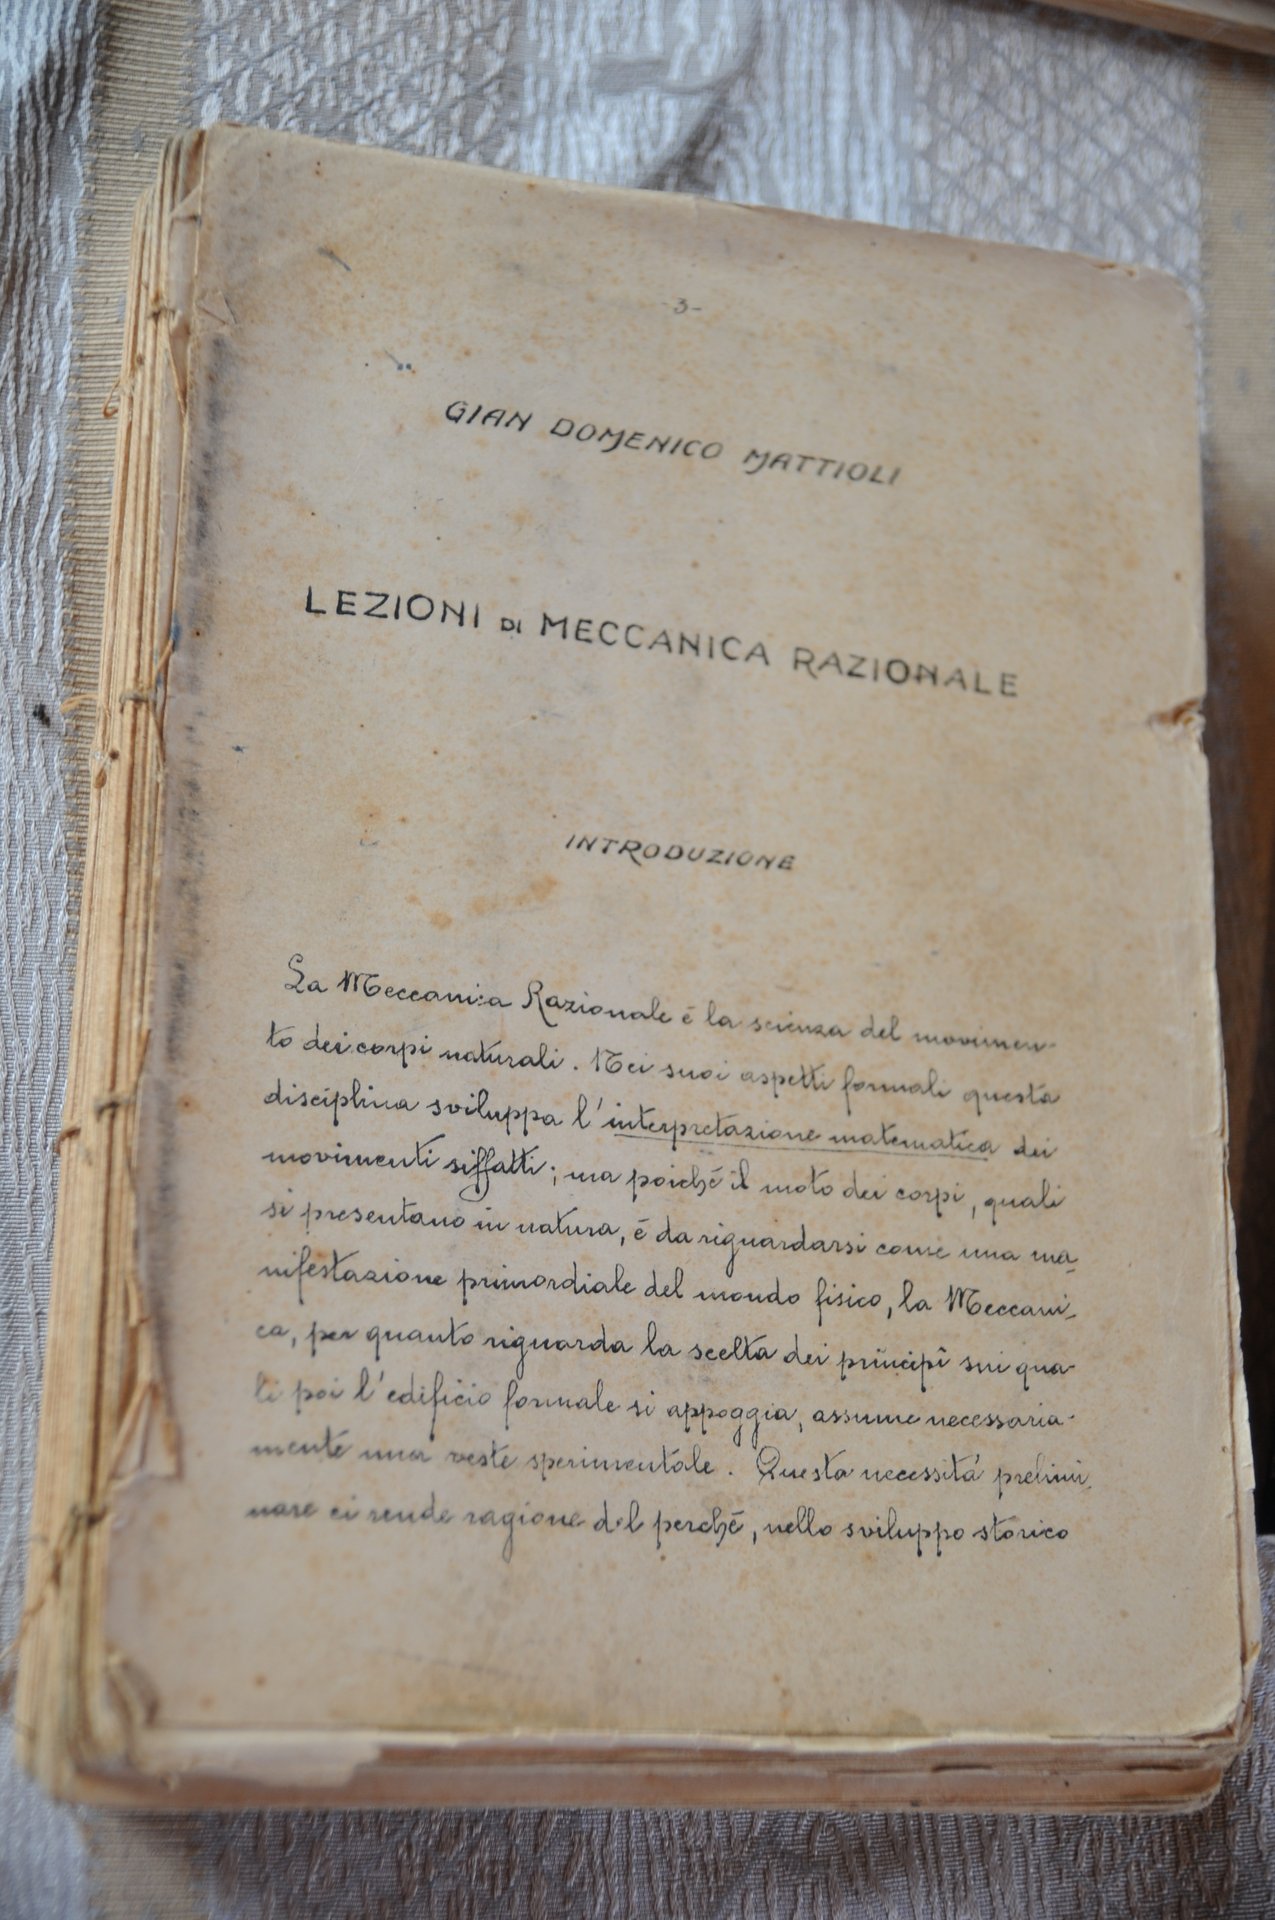 -3-
GIAN DOMENICO MATTIOLI
LEZIONI DI MECCANICA RAZIONALE
INTRODUZIONE
La Meccanica Razionale é la scienza del movimen-
to dei corpi naturali. Nei suoi aspetti formali questa
disciplina sviluppa l'interpretazione matematica dei
movimenti siffatti; ma poiché il moto dei corpi, quali
si presentano in natura, é da riguardarsi come una ma-
nifestazione primordiale del mondo fisico, la Meccani-
ca, per quanto riguarda la scelta dei principî sui qua-
li poi l'edificio formale si appoggia, assume necessaria-
mente una veste sperimentale. Questa necessitá prelimi-
nare ci rende ragione del perché, nello sviluppo storico